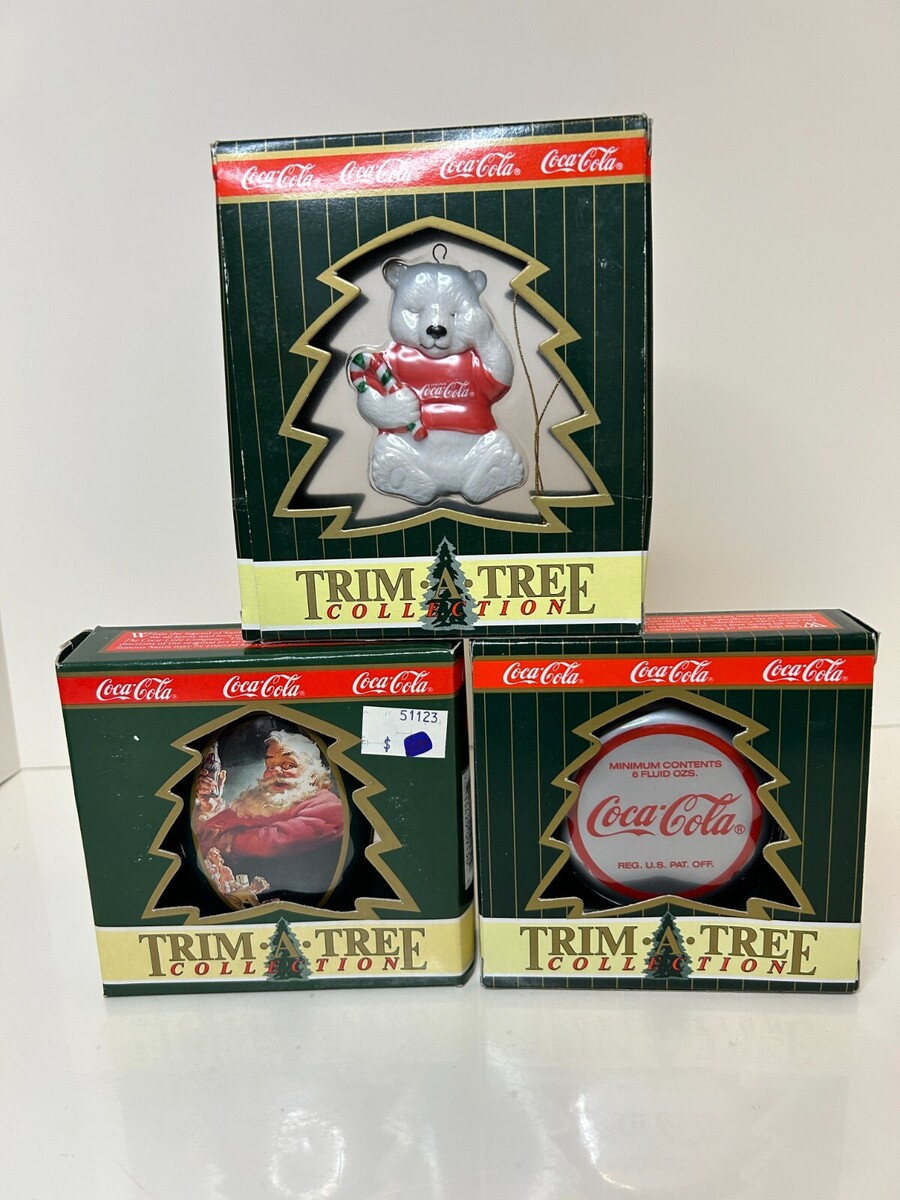 Coca-Cola® Coca-Cola® Coca-Cola® Coca-Cola®
DRINK
Coca-Cola®
TRIM·A·TREE
COLLECTION
Coca-Cola® Coca-Cola® Coca-Cola®
51123
$
TRIM·A·TREE
COLLECTION
Coca-Cola® Coca-Cola® Coca-Cola®
MINIMUM CONTENTS
6 FLUID OZS.
Coca-Cola®
REG. U.S. PAT. OFF.
TRIM·A·TREE
COLLECTION